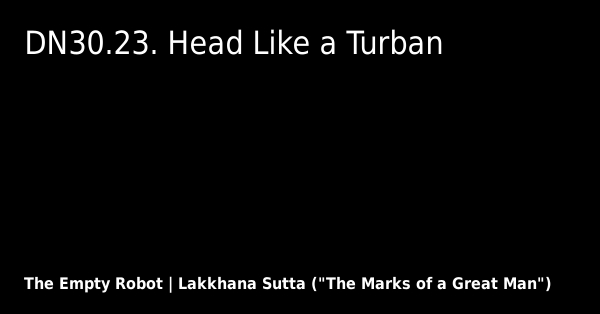 DN30.23. Head Like a Turban
The Empty Robot | Lakkhana Sutta ("The Marks of a Great Man")